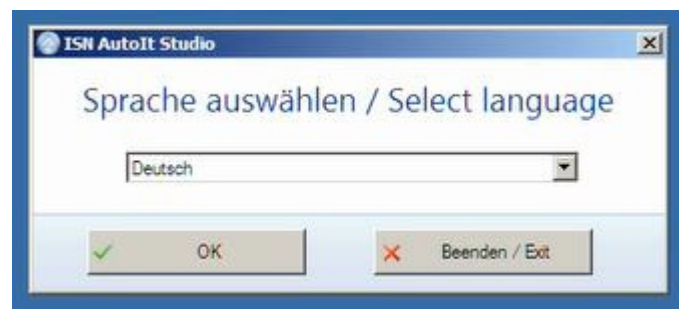 ISN AutoIt Studio
Sprache auswählen / Select language
Deutsch
OK
Beenden / Exit